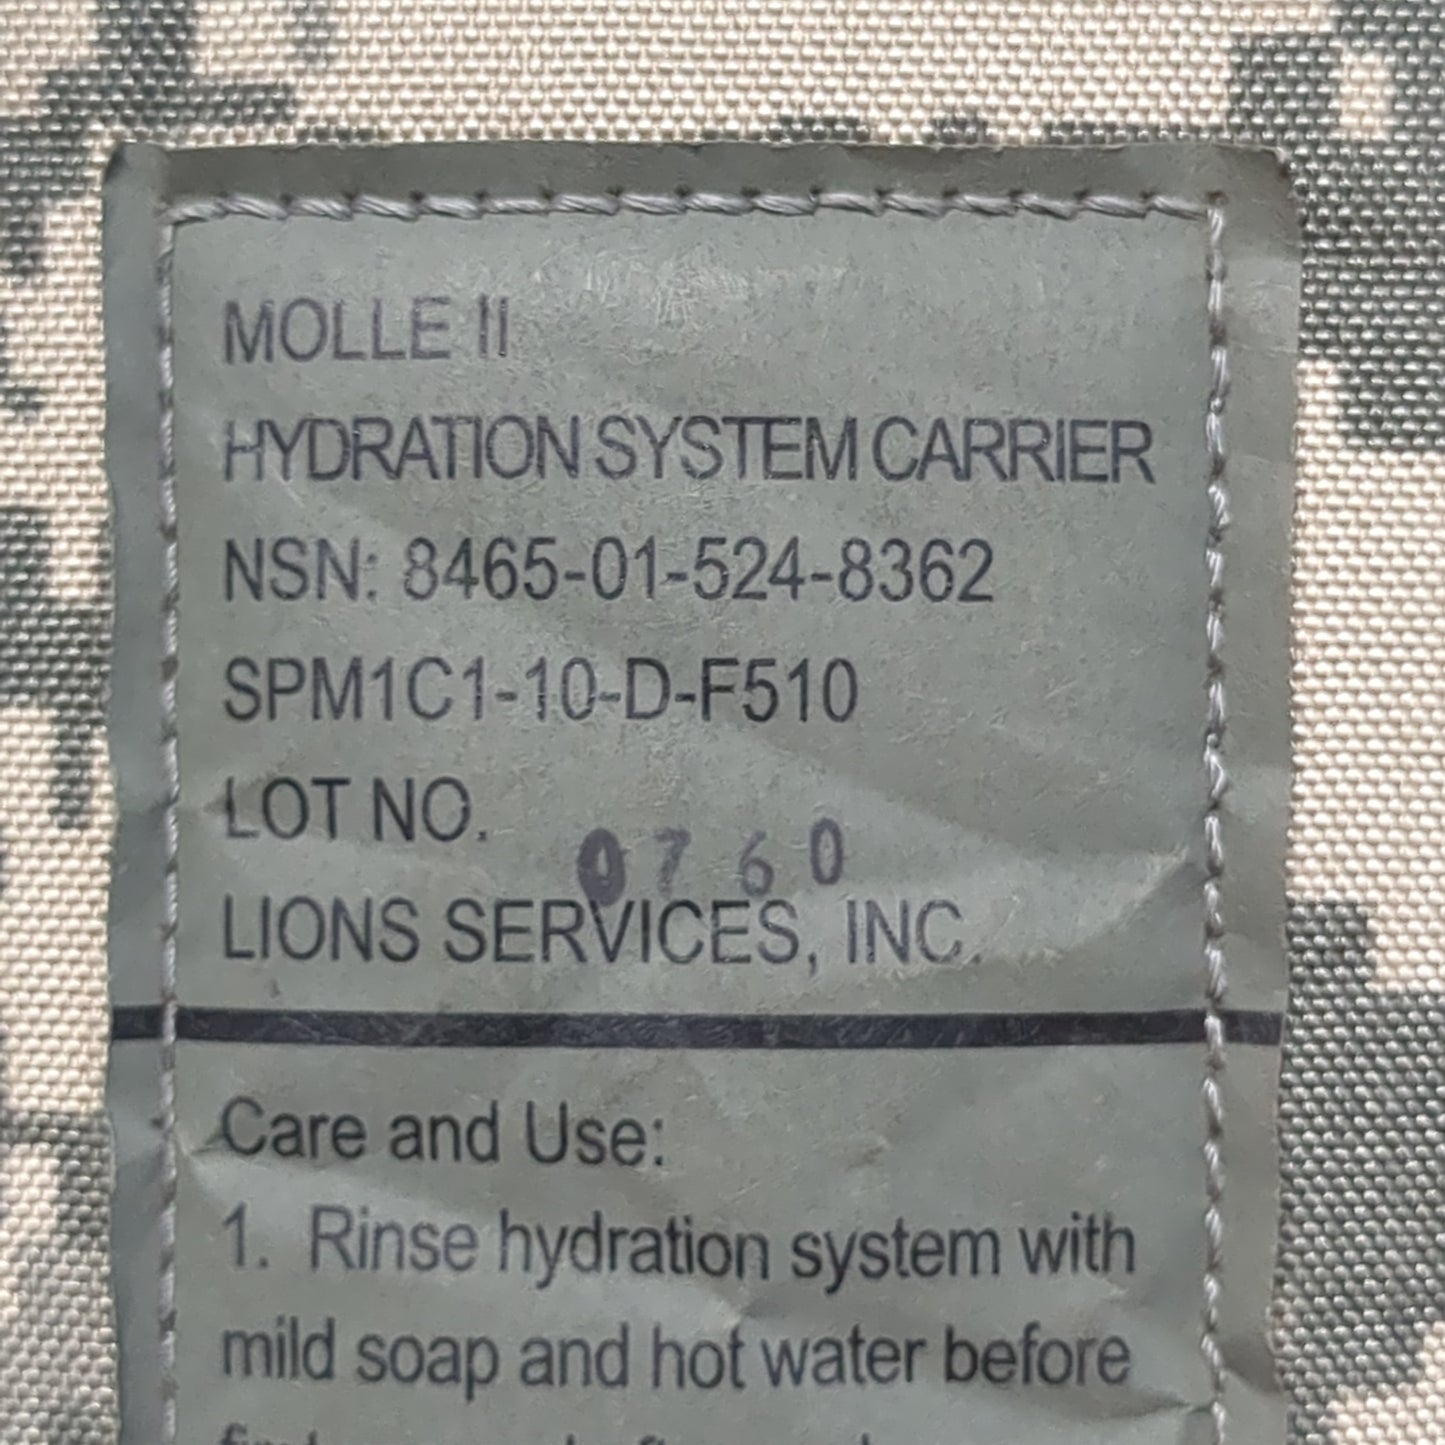 MOLLE II
HYDRATION SYSTEM CARRIER
NSN: 8465-01-524-8362
SPM1C1-10-D-F510
LOT NO.
0760
LIONS SERVICES, INC.
Care and Use:
1. Rinse hydration system with
mild soap and hot water before